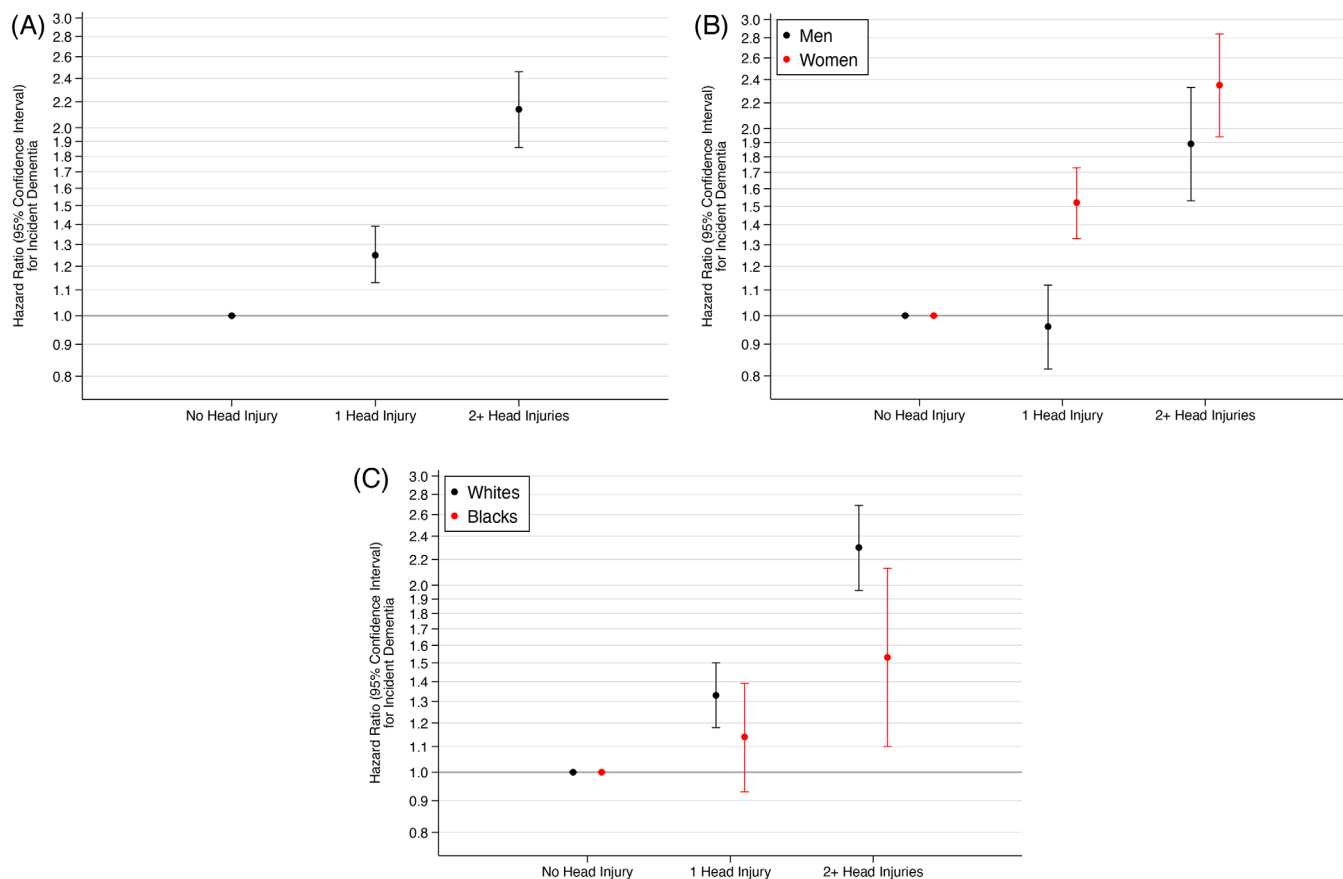 (A)
Hazard Ratio (95% Confidence Interval)
for Incident Dementia
3.0
2.8
2.6
2.4
2.2
2.0
1.9
1.8
1.7
1.6
1.5
1.4
1.3
1.2
1.1
1.0
0.9
0.8
No Head Injury
1 Head Injury
2+ Head Injuries
(B)
Men
Women
Hazard Ratio (95% Confidence Interval)
for Incident Dementia
3.0
2.8
2.6
2.4
2.2
2.0
1.9
1.8
1.7
1.6
1.5
1.4
1.3
1.2
1.1
1.0
0.9
0.8
No Head Injury
1 Head Injury
2+ Head Injuries
(C)
Whites
Blacks
Hazard Ratio (95% Confidence Interval)
for Incident Dementia
3.0
2.8
2.6
2.4
2.2
2.0
1.9
1.8
1.7
1.6
1.5
1.4
1.3
1.2
1.1
1.0
0.9
0.8
No Head Injury
1 Head Injury
2+ Head Injuries